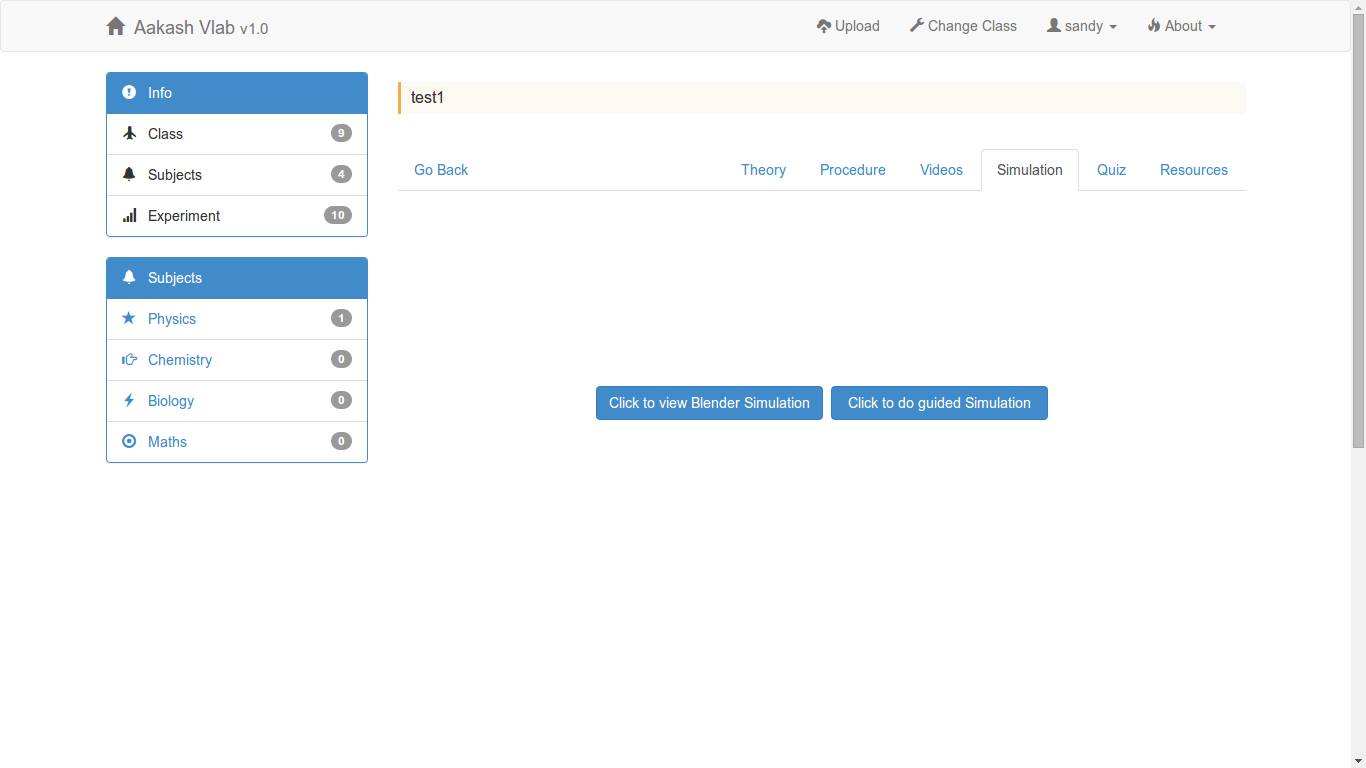 Aakash Vlab v1.0 Upload Change Class sandy About
Info
Class 9
Subjects 4
Experiment 10
Subjects
Physics 1
Chemistry 0
Biology 0
Maths 0
test1
Go Back Theory Procedure Videos Simulation Quiz Resources
Click to view Blender Simulation Click to do guided Simulation